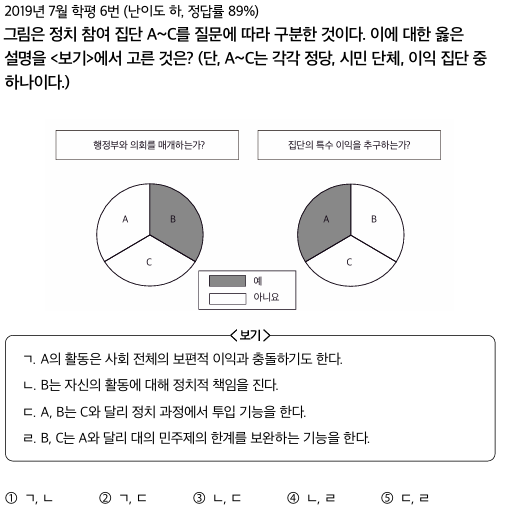 2019년 7월 학평 6번 (난이도 하, 정답률 89%)
그림은 정치 참여 집단 A~C를 질문에 따라 구분한 것이다. 이에 대한 옳은
설명을 <보기>에서 고른 것은? (단, A~C는 각각 정당, 시민 단체, 이익 집단 중
하나이다.)
행정부와 의회를 매개하는가?
집단의 특수 이익을 추구하는가?
A
B
C
A
B
C
예
아니요
<보기>
ㄱ. A의 활동은 사회 전체의 보편적 이익과 충돌하기도 한다.
ㄴ. B는 자신의 활동에 대해 정치적 책임을 진다.
ㄷ. A, B는 C와 달리 정치 과정에서 투입 기능을 한다.
ㄹ. B, C는 A와 달리 대의 민주제의 한계를 보완하는 기능을 한다.
① ㄱ, ㄴ ② ㄱ, ㄷ ③ ㄴ, ㄷ ④ ㄴ, ㄹ ⑤ ㄷ, ㄹ